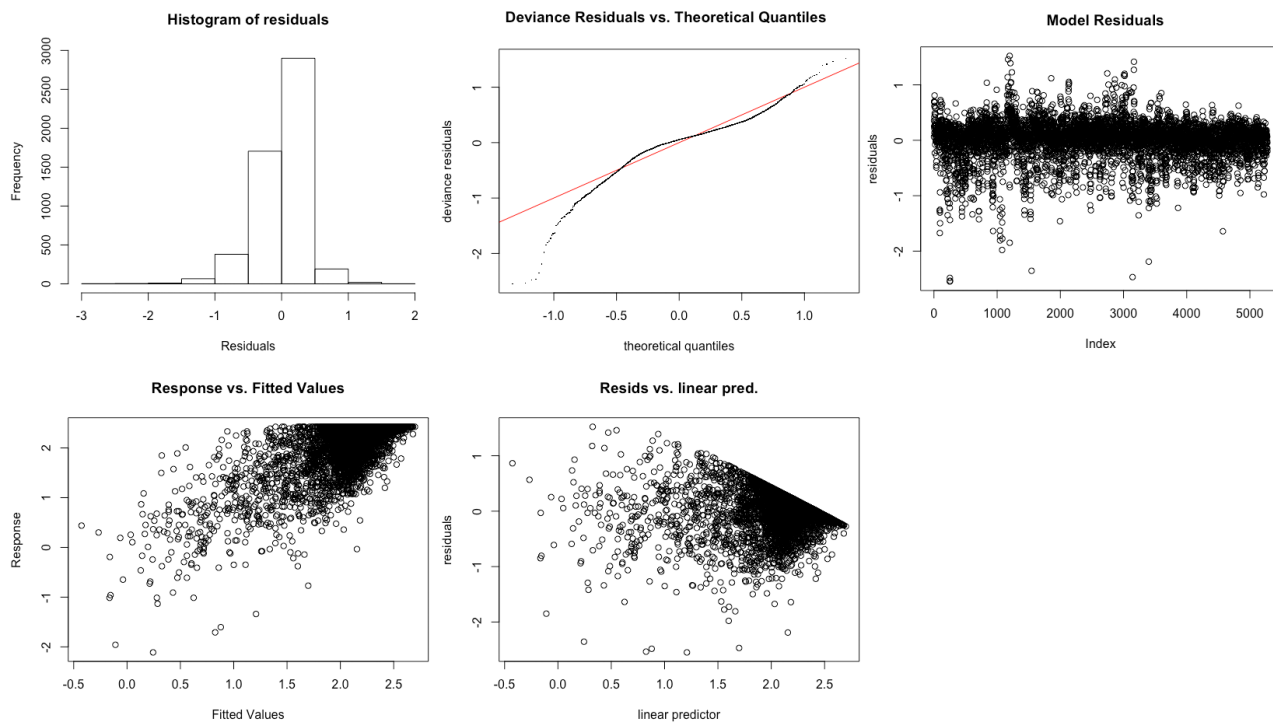 Histogram of residuals
Frequency
3000
2500
2000
1500
1000
500
0
-3 -2 -1 0 1 2
Residuals
Deviance Residuals vs. Theoretical Quantiles
deviance residuals
1
0
-1
-2
-1.0 -0.5 0.0 0.5 1.0
theoretical quantiles
Model Residuals
residuals
1
0
-1
-2
0 1000 2000 3000 4000 5000
Index
Response vs. Fitted Values
Response
2
1
0
-1
-2
-0.5 0.0 0.5 1.0 1.5 2.0 2.5
Fitted Values
Resids vs. linear pred.
residuals
1
0
-1
-2
-0.5 0.0 0.5 1.0 1.5 2.0 2.5
linear predictor